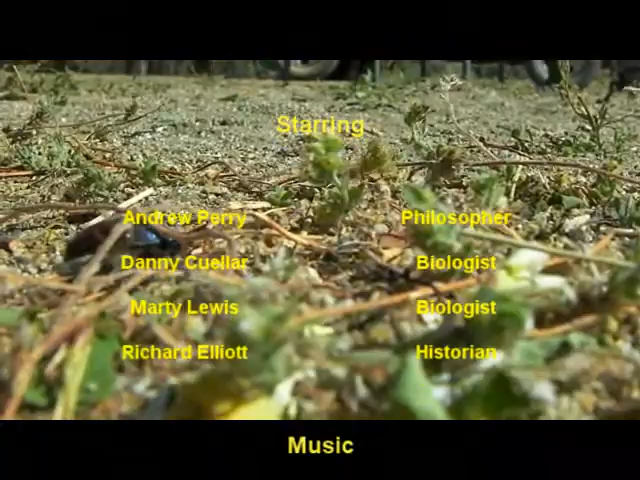 Starring
Andrew Perry Philosopher
Danny Cuellar Biologist
Marty Lewis Biologist
Richard Elliott Historian
Music